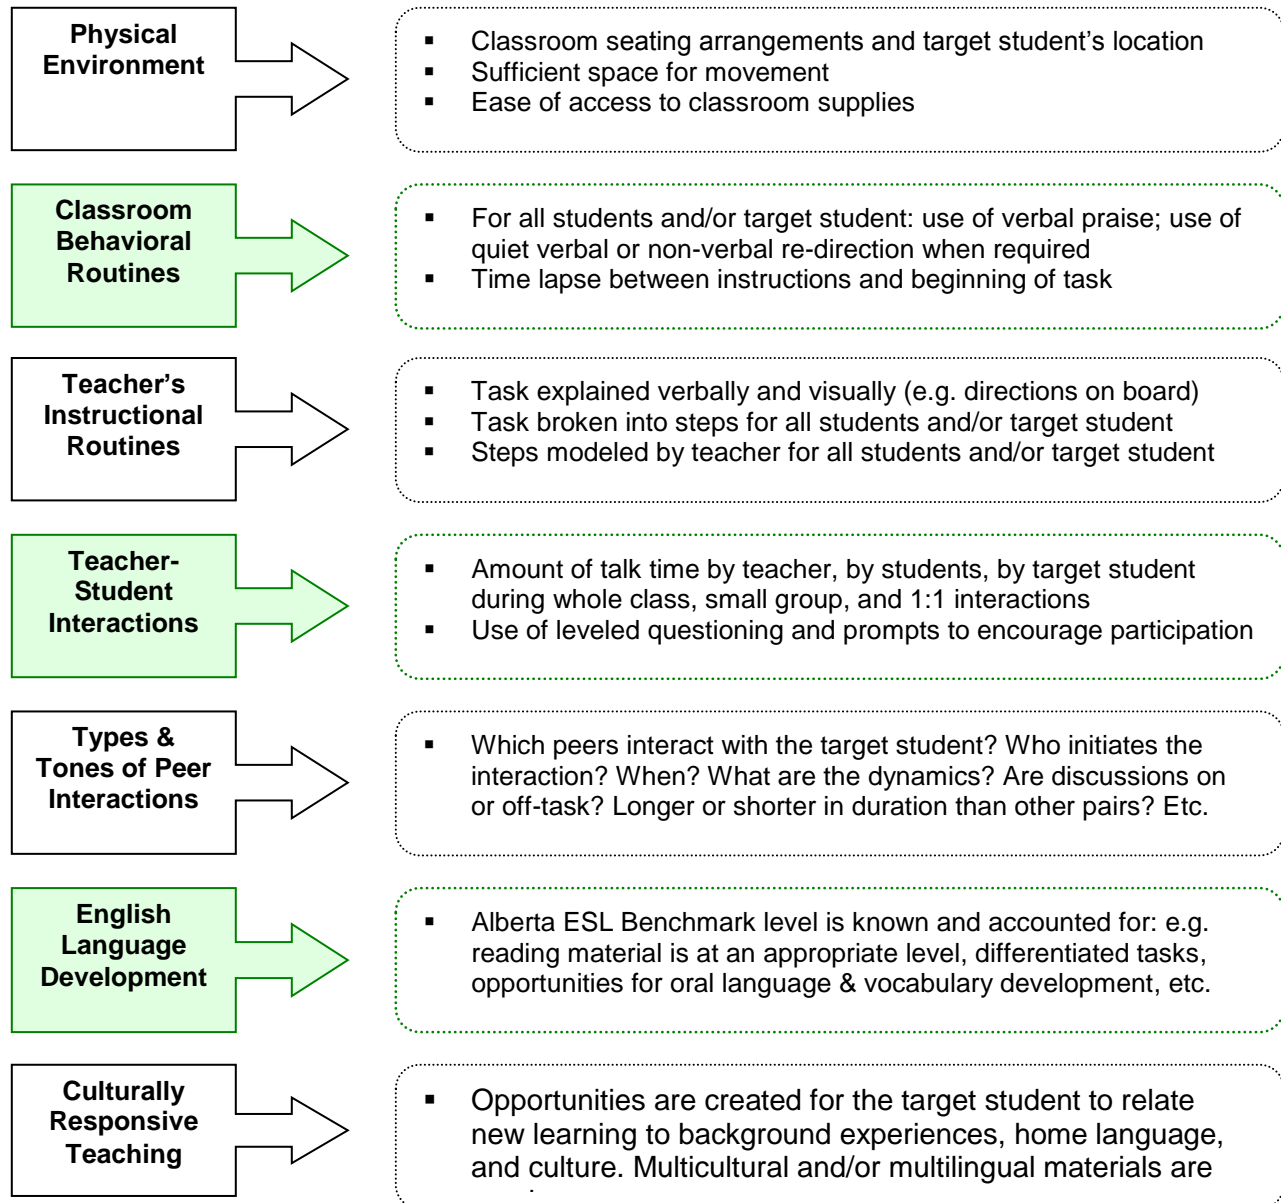 Physical
Environment
▪ Classroom seating arrangements and target student's location
▪ Sufficient space for movement
▪ Ease of access to classroom supplies
Classroom
Behavioral
Routines
▪ For all students and/or target student: use of verbal praise; use of
quiet verbal or non-verbal re-direction when required
▪ Time lapse between instructions and beginning of task
Teacher's
Instructional
Routines
▪ Task explained verbally and visually (e.g. directions on board)
▪ Task broken into steps for all students and/or target student
▪ Steps modeled by teacher for all students and/or target student
Teacher-
Student
Interactions
▪ Amount of talk time by teacher, by students, by target student
during whole class, small group, and 1:1 interactions
▪ Use of leveled questioning and prompts to encourage participation
Types &
Tones of Peer
Interactions
▪ Which peers interact with the target student? Who initiates the
interaction? When? What are the dynamics? Are discussions on
or off-task? Longer or shorter in duration than other pairs? Etc.
English
Language
Development
▪ Alberta ESL Benchmark level is known and accounted for: e.g.
reading material is at an appropriate level, differentiated tasks,
opportunities for oral language & vocabulary development, etc.
Culturally
Responsive
Teaching
▪ Opportunities are created for the target student to relate
new learning to background experiences, home language,
and culture. Multicultural and/or multilingual materials are